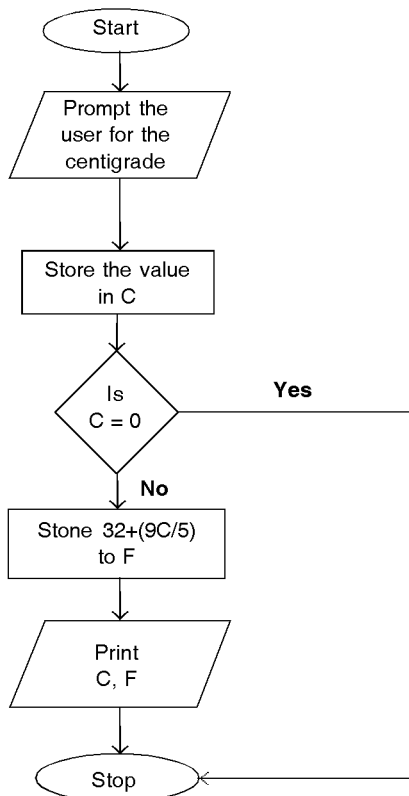 Start
Prompt the
user for the
centigrade
Store the value
in C
Is
C = 0
Yes
No
Stone 32+(9C/5)
to F
Print
C, F
Stop